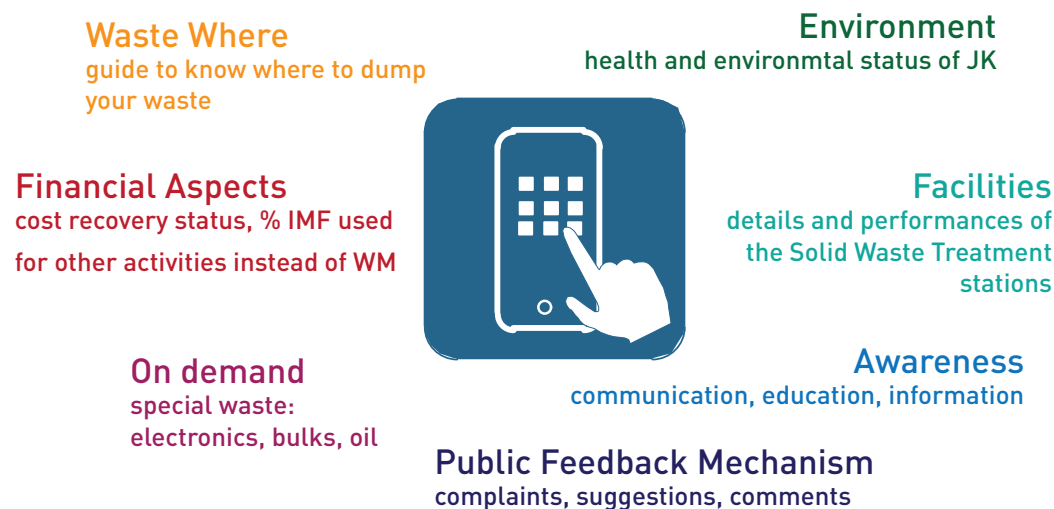 Waste Where
guide to know where to dump
your waste
Environment
health and environmtal status of JK
Financial Aspects
cost recovery status, % IMF used
for other activities instead of WM
Facilities
details and performances of
the Solid Waste Treatment
stations
On demand
special waste:
electronics, bulks, oil
Awareness
communication, education, information
Public Feedback Mechanism
complaints, suggestions, comments